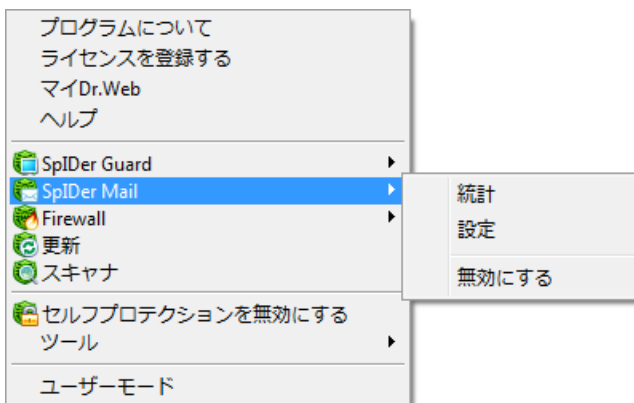 プログラムについて
ライセンスを登録する
マイDr.Web
ヘルプ
SpIDer Guard
SpIDer Mail
Firewall
更新
スキャナ
セルフプロテクションを無効にする
ツール
ユーザーモード
統計
設定
無効にする